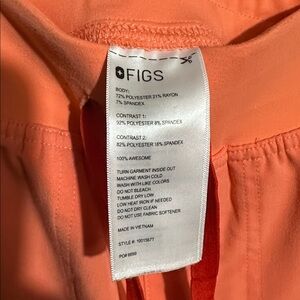 FIGS
BODY:
72% POLYESTER 21% RAYON
7% SPANDEX
CONTRAST 1:
92% POLYESTER 8% SPANDEX
CONTRAST 2:
82% POLYESTER 18% SPANDEX
100% AWESOME
TURN GARMENT INSIDE OUT
MACHINE WASH COLD
WASH WITH LIKE COLORS
DO NOT BLEACH
TUMBLE DRY LOW
LOW HEAT IRON IF NEEDED
DO NOT DRY CLEAN
DO NOT USE FABRIC SOFTENER
MADE IN VIETNAM
STYLE #: